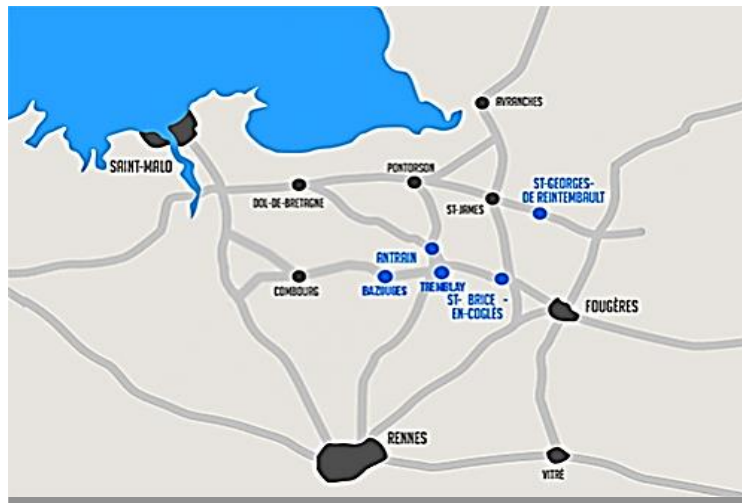 AVRANCHES
SAINT-MALO
PONTORSON
ST-GEORGES-
DE REINTEMBAULT
DOL-DE-BRETAGNE
ST-JAMES
ANTRAIN
COMBOURG
BAZOUGES
TREMBLAY
ST- BRICE -
EN-COGLÈS
FOUGÈRES
RENNES
VITRÉ